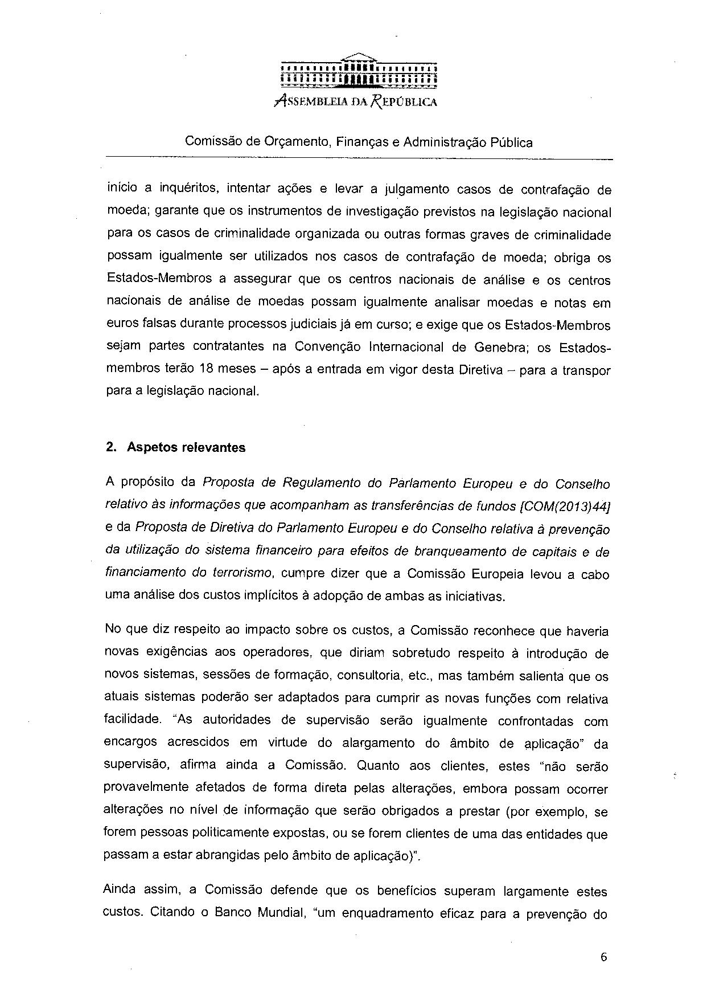 ASSEMBLEIA DA REPÚBLICA
Comissão de Orçamento, Finanças e Administração Pública
início a inquéritos, intentar ações e levar a julgamento casos de contrafação de
moeda; garante que os instrumentos de investigação previstos na legislação nacional
para os casos de criminalidade organizada ou outras formas graves de criminalidade
possam igualmente ser utilizados nos casos de contrafação de moeda; obriga os
Estados-Membros a assegurar que os centros nacionais de análise e os centros
nacionais de análise de moedas possam igualmente analisar moedas e notas em
euros falsas durante processos judiciais já em curso; e exige que os Estados-Membros
sejam partes contratantes na Convenção Internacional de Genebra; os Estados-
membros terão 18 meses – após a entrada em vigor desta Diretiva – para a transpor
para a legislação nacional.
2. Aspetos relevantes
A propósito da Proposta de Regulamento do Parlamento Europeu e do Conselho
relativo às informações que acompanham as transferências de fundos [COM(2013)44]
e da Proposta de Diretiva do Parlamento Europeu e do Conselho relativa à prevenção
da utilização do sistema financeiro para efeitos de branqueamento de capitais e de
financiamento do terrorismo, cumpre dizer que a Comissão Europeia levou a cabo
uma análise dos custos implícitos à adopção de ambas as iniciativas.
No que diz respeito ao impacto sobre os custos, a Comissão reconhece que haveria
novas exigências aos operadores, que diriam sobretudo respeito à introdução de
novos sistemas, sessões de formação, consultoria, etc., mas também salienta que os
atuais sistemas poderão ser adaptados para cumprir as novas funções com relativa
facilidade. “As autoridades de supervisão serão igualmente confrontadas com
encargos acrescidos em virtude do alargamento do âmbito de aplicação” da
supervisão, afirma ainda a Comissão. Quanto aos clientes, estes “não serão
provavelmente afetados de forma direta pelas alterações, embora possam ocorrer
alterações no nível de informação que serão obrigados a prestar (por exemplo, se
forem pessoas politicamente expostas, ou se forem clientes de uma das entidades que
passam a estar abrangidas pelo âmbito de aplicação)”.
Ainda assim, a Comissão defende que os benefícios superam largamente estes
custos. Citando o Banco Mundial, “um enquadramento eficaz para a prevenção do
6